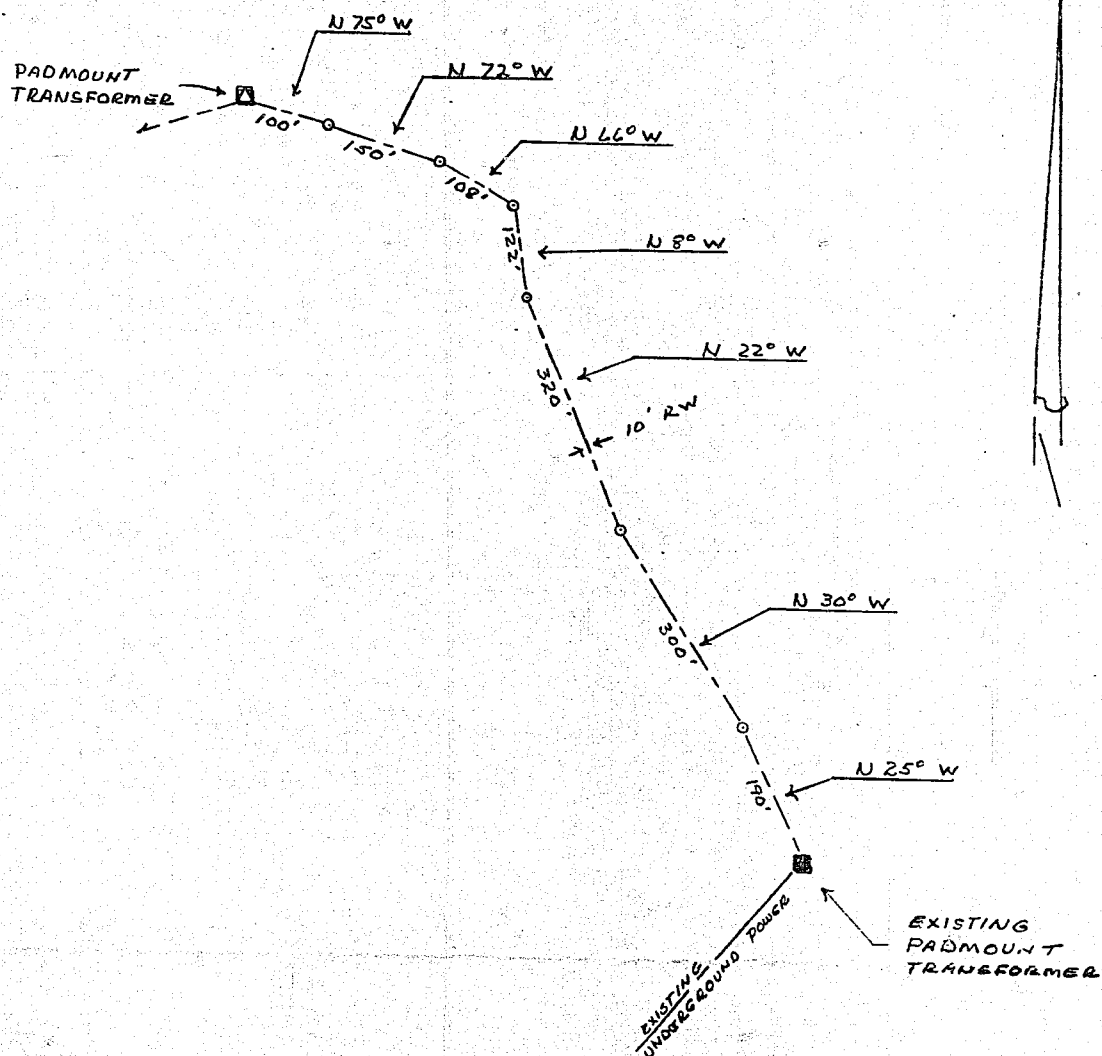 N 75° W
PADMOUNT
TRANSFORMER
N 72° W
100'
150'
N 66° W
108'
122'
N 8° W
N 22° W
320'
10' RW
N 30° W
300'
N 25° W
190'
EXISTING
PADMOUNT
TRANSFORMER
EXISTING
UNDERGROUND POWER